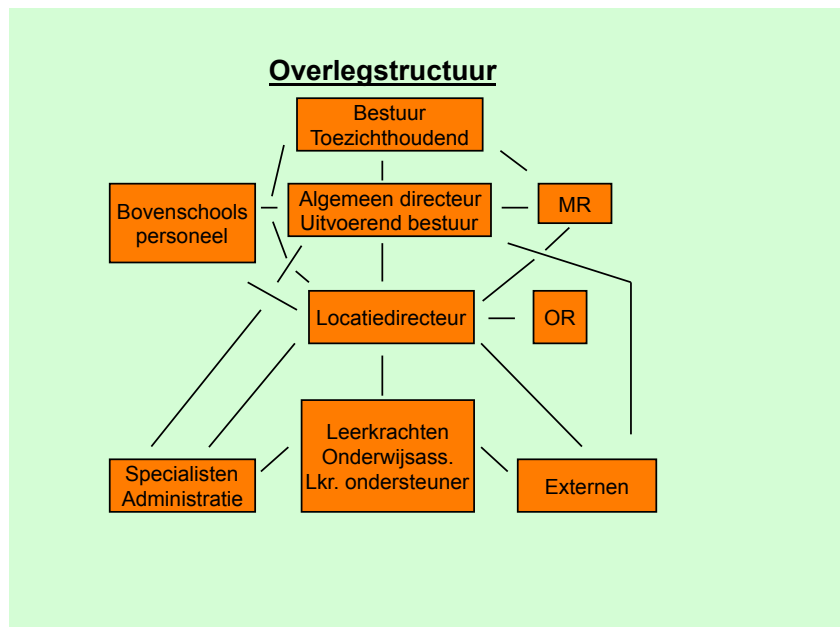 Overlegstructuur
Bestuur
Toezichthoudend
Bovenschools
personeel
Algemeen directeur
Uitvoerend bestuur
MR
Locatiedirecteur
OR
Specialisten
Administratie
Leerkrachten
Onderwijsass.
Lkr. ondersteuner
Externen